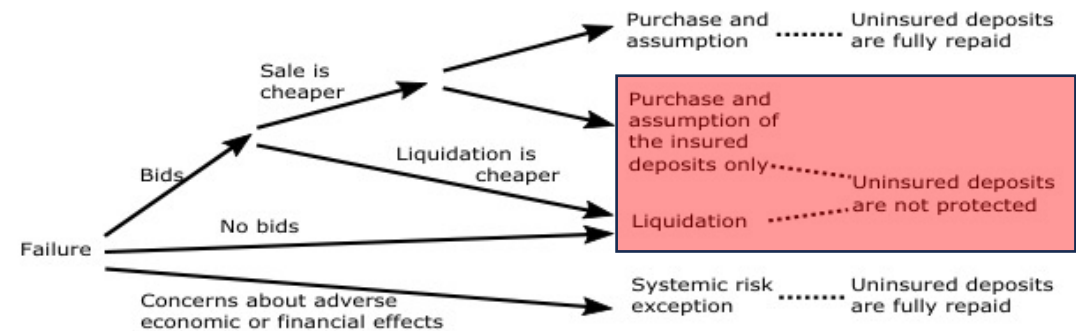 Purchase and
assumption
Uninsured deposits
are fully repaid
Sale is
cheaper
Purchase and
assumption of
the insured
deposits only
Bids
Liquidation is
cheaper
Uninsured deposits
are not protected
Liquidation
No bids
Failure
Concerns about adverse
economic or financial effects
Systemic risk
exception
Uninsured deposits
are fully repaid